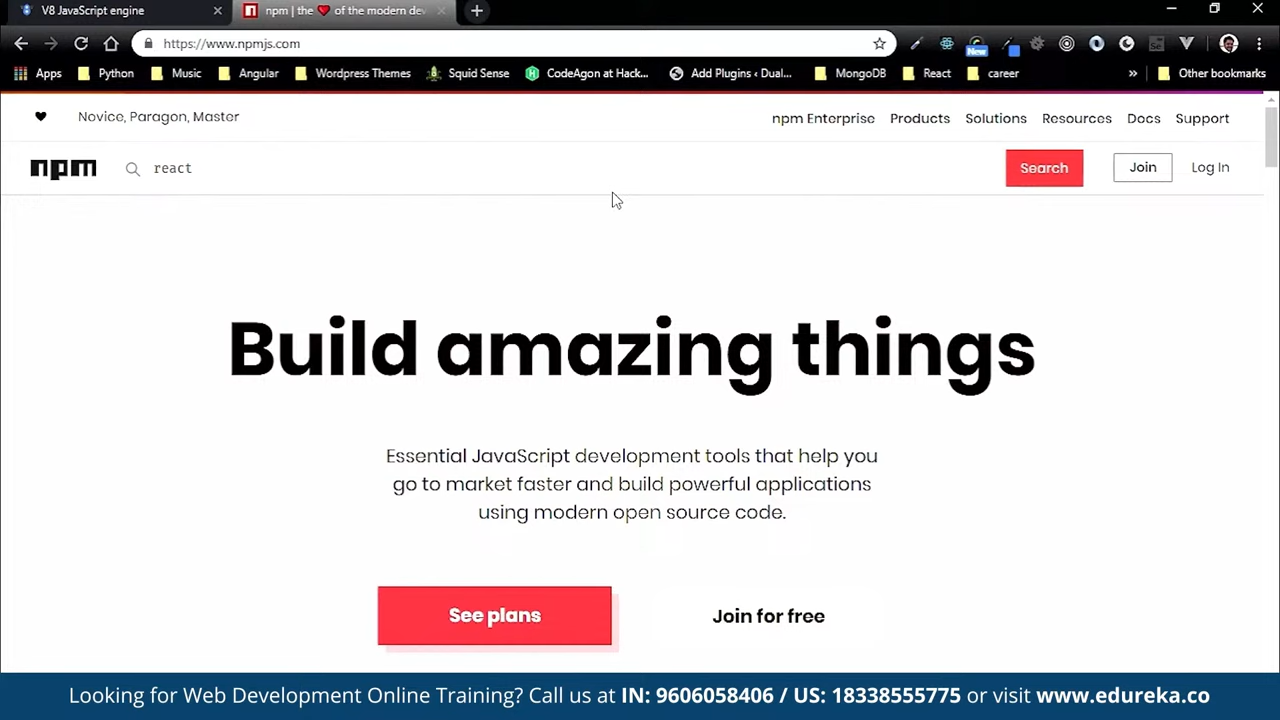 V8 JavaScript engine
npm | the ❤ of the modern dev
https://www.npmjs.com
New
Apps Python Music Angular Wordpress Themes Squid Sense CodeAgon at Hack... Add Plugins ‹ Dual... MongoDB React career » Other bookmarks
Novice, Paragon, Master
npm Enterprise Products Solutions Resources Docs Support
npm react Search Join Log In
Build amazing things
Essential JavaScript development tools that help you
go to market faster and build powerful applications
using modern open source code.
See plans Join for free
Looking for Web Development Online Training? Call us at IN: 9606058406 / US: 18338555775 or visit www.edureka.co